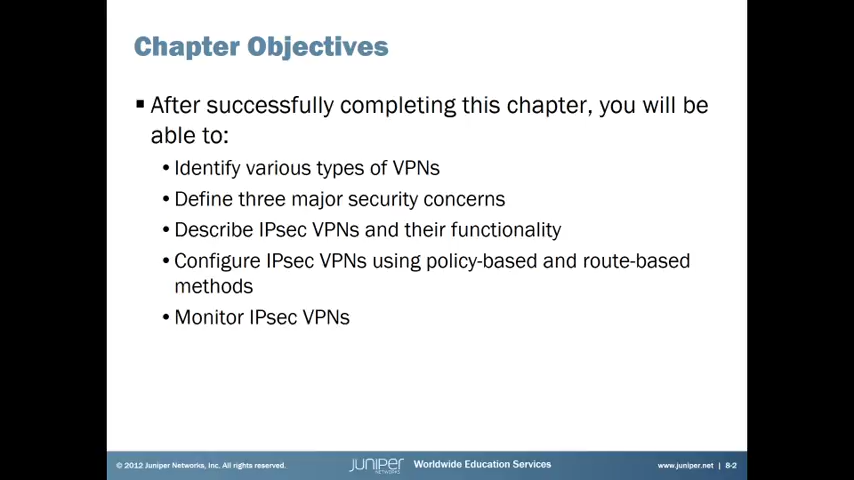 Chapter Objectives
▪ After successfully completing this chapter, you will be
able to:
• Identify various types of VPNs
• Define three major security concerns
• Describe IPsec VPNs and their functionality
• Configure IPsec VPNs using policy-based and route-based
methods
• Monitor IPsec VPNs
© 2012 Juniper Networks, Inc. All rights reserved. JUNIPER NETWORKS Worldwide Education Services www.juniper.net | 8-2